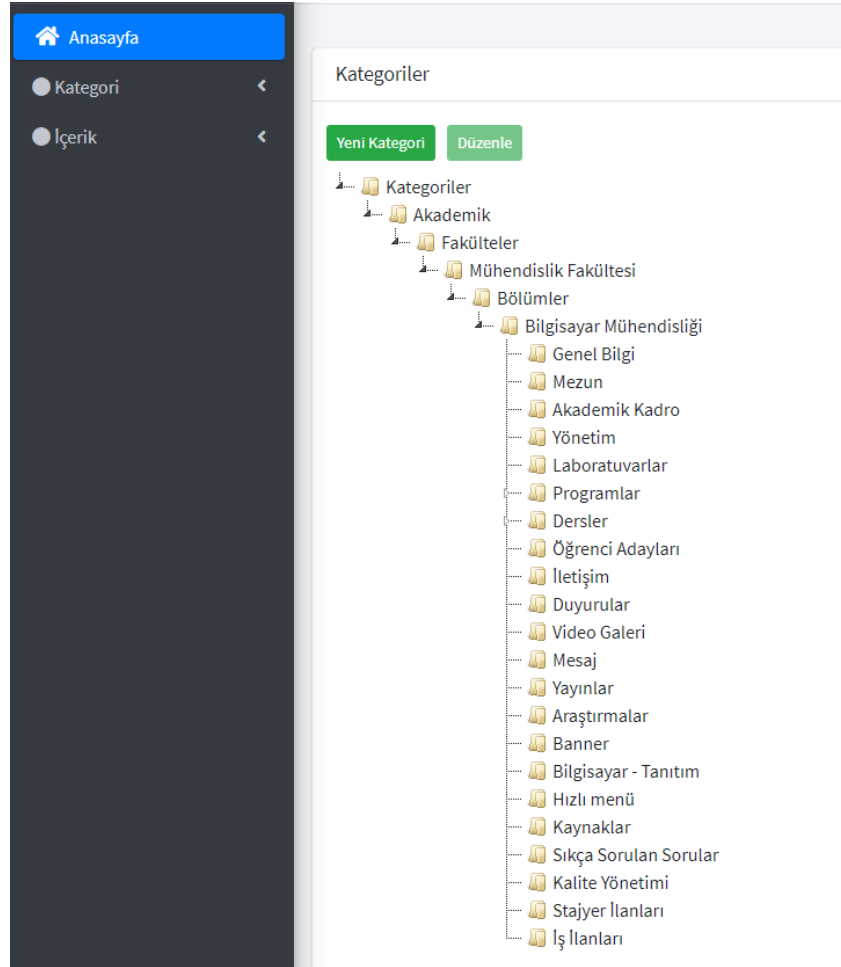 Anasayfa
Kategori
İçerik
Kategoriler
Yeni Kategori Düzenle
Kategoriler
Akademik
Fakülteler
Mühendislik Fakültesi
Bölümler
Bilgisayar Mühendisliği
Genel Bilgi
Mezun
Akademik Kadro
Yönetim
Laboratuvarlar
Programlar
Dersler
Öğrenci Adayları
İletişim
Duyurular
Video Galeri
Mesaj
Yayınlar
Araştırmalar
Banner
Bilgisayar - Tanıtım
Hızlı menü
Kaynaklar
Sıkça Sorulan Sorular
Kalite Yönetimi
Stajyer İlanları
İş İlanları